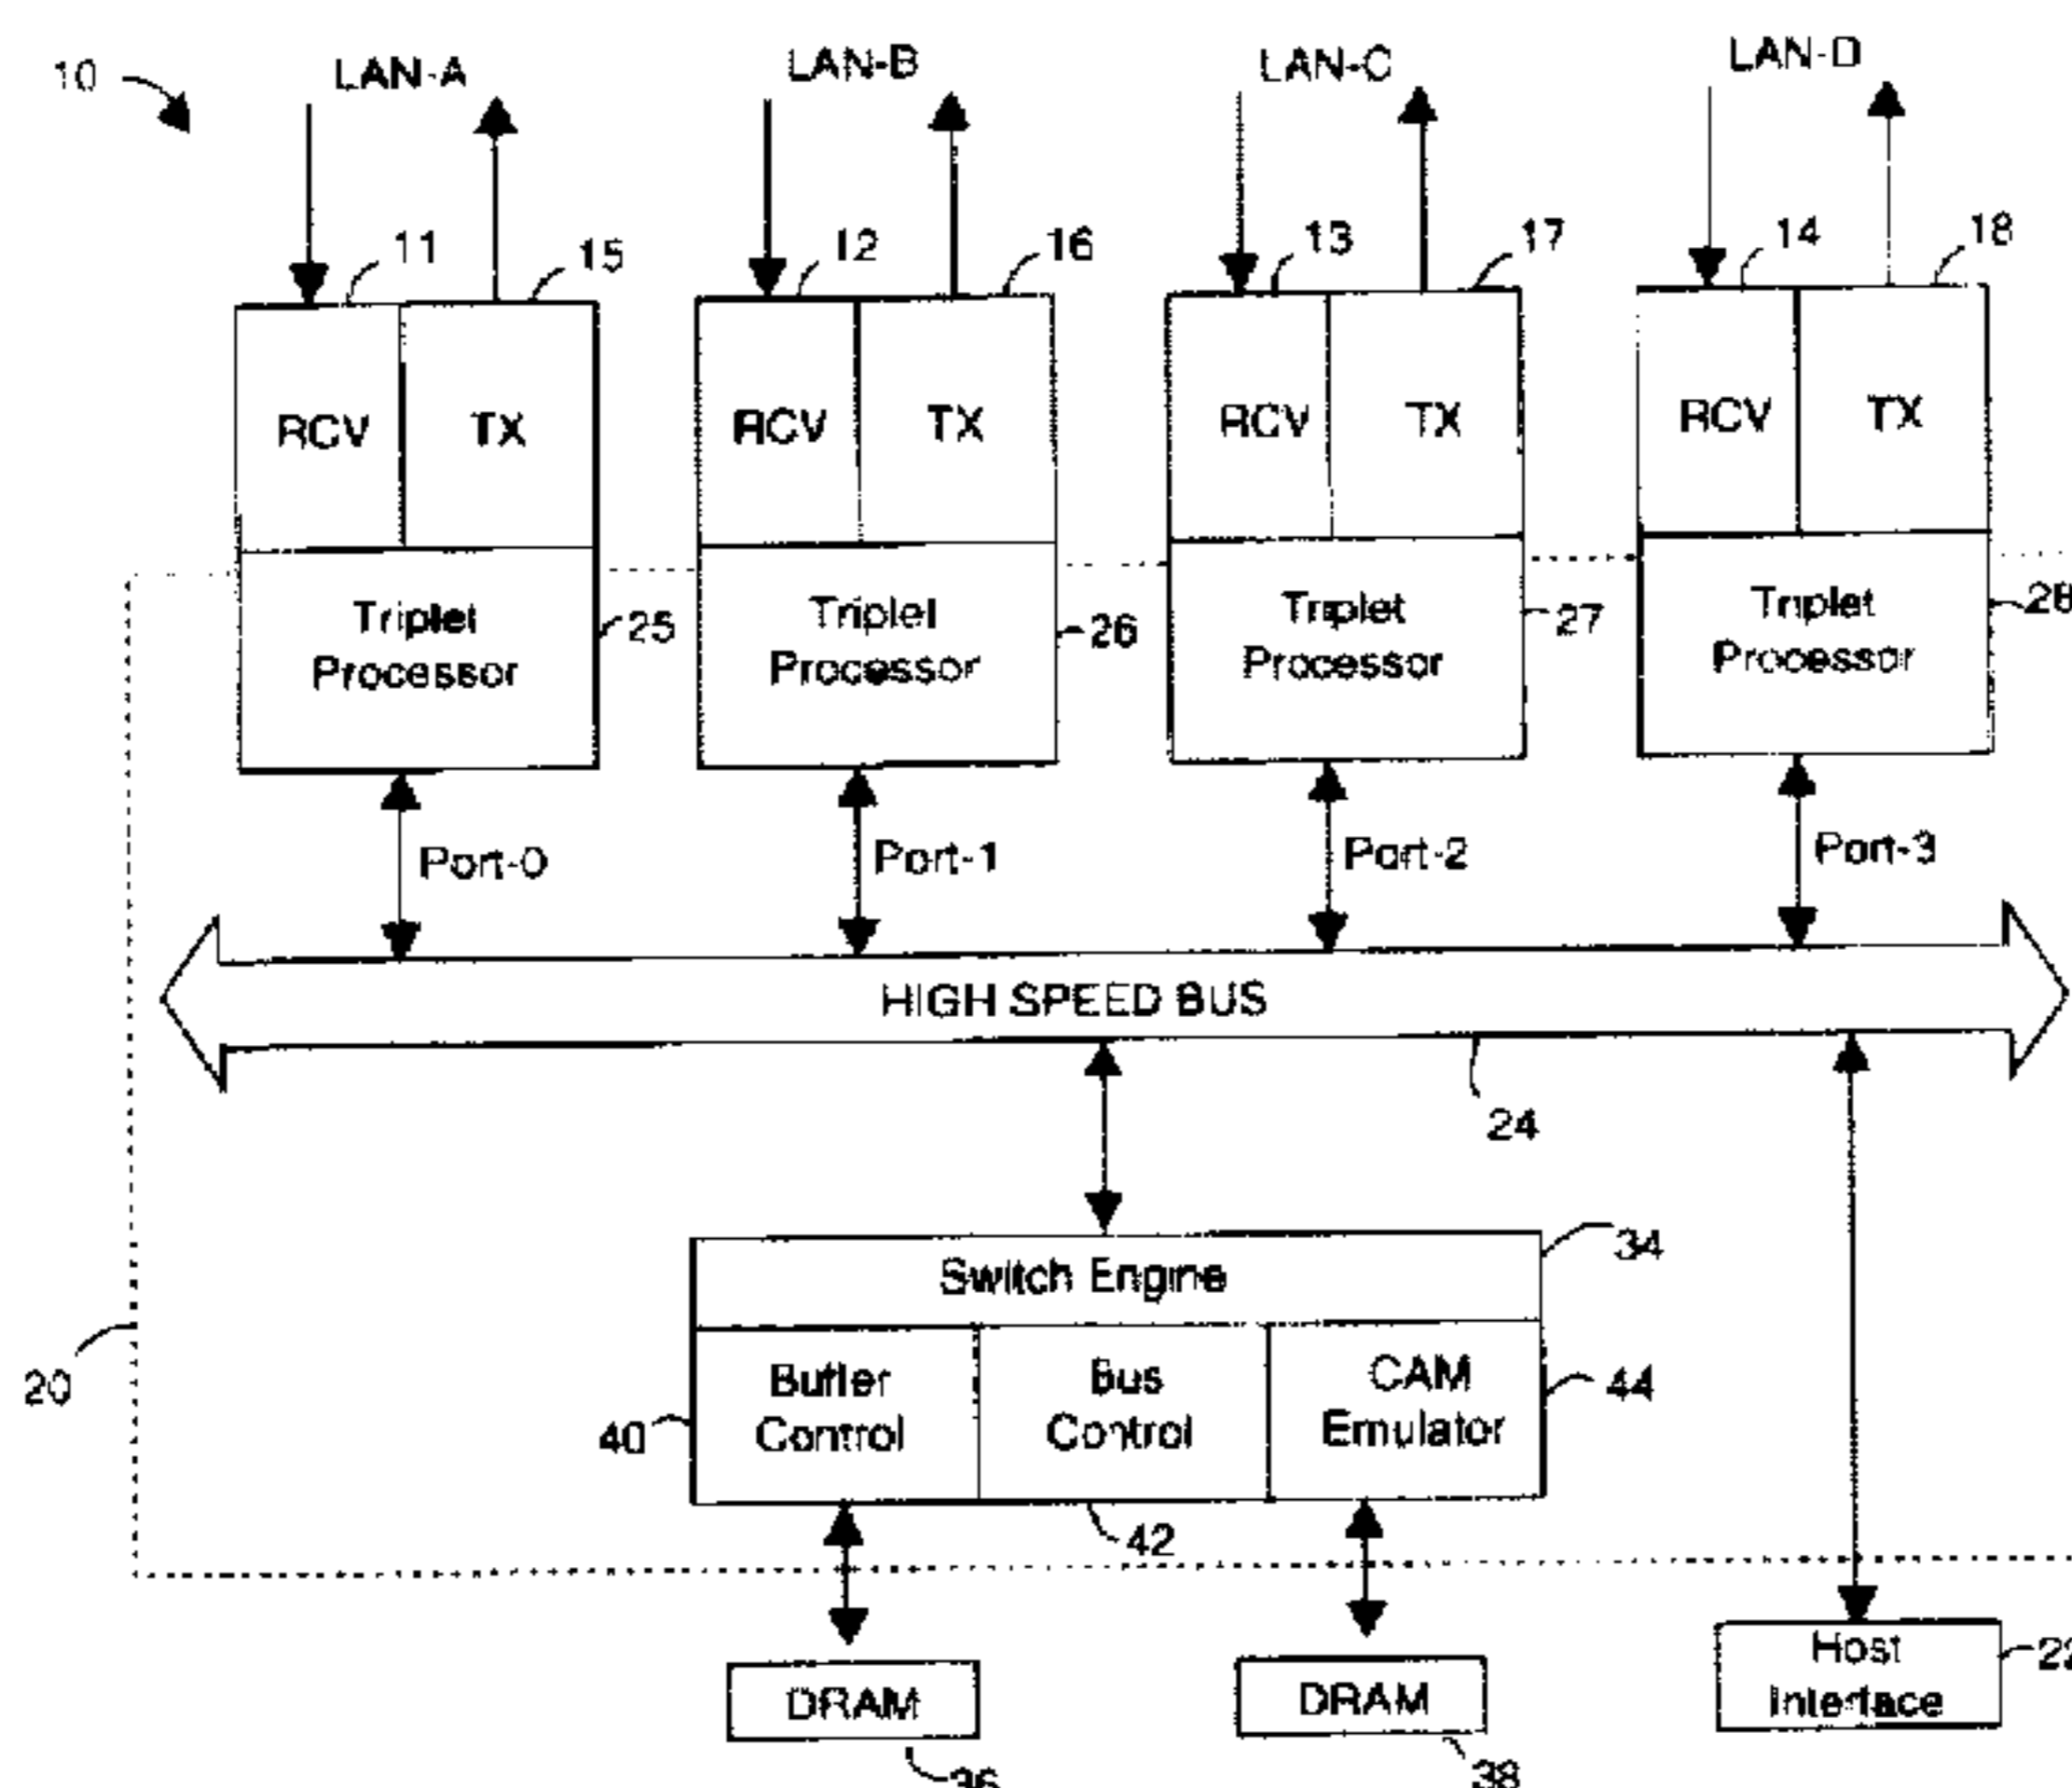 10
LAN-A
LAN-B
LAN-C
LAN-D
11
15
12
16
13
17
14
18
RCV
TX
RCV
TX
RCV
TX
RCV
TX
Triplet
Processor
25
Triplet
Processor
26
Triplet
Processor
27
Triplet
Processor
28
Port-0
Port-1
Port-2
Port-3
HIGH SPEED BUS
24
Switch Engine
34
20
40
Buffer
Control
Bus
Control
CAM
Emulator
44
42
DRAM
36
DRAM
38
Host
Interface
22